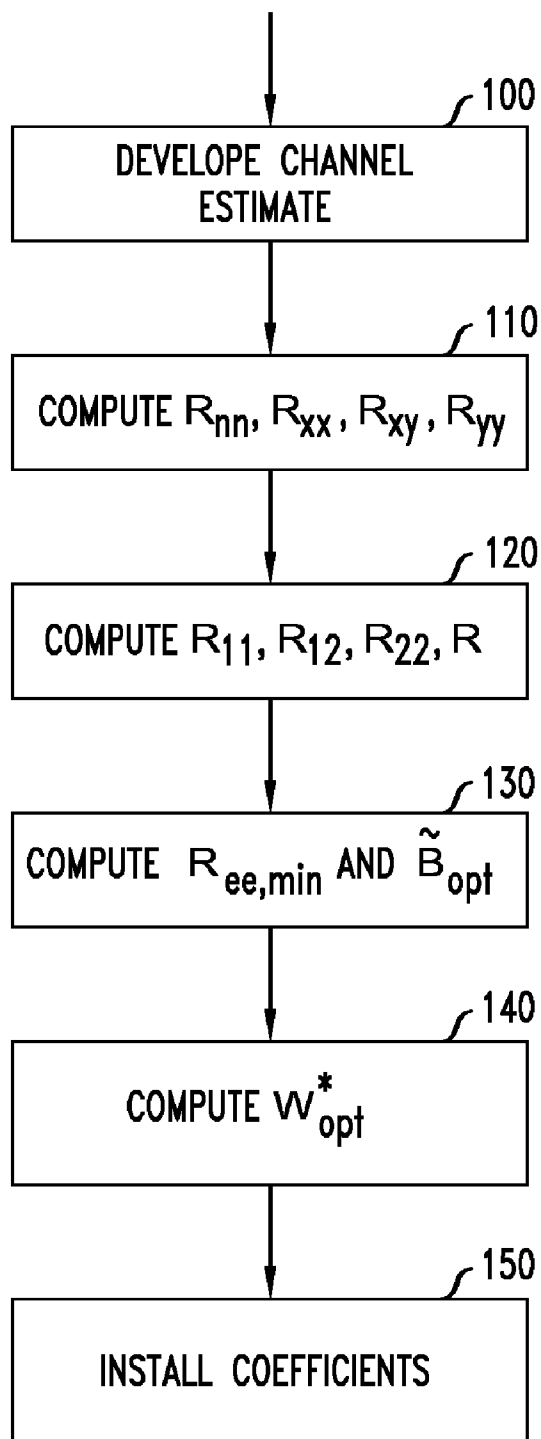 100
DEVELOPE CHANNEL
ESTIMATE
110
COMPUTE Rnn, Rxx, Rxy, Ryy
120
COMPUTE R11, R12, R22, R
130
COMPUTE Ree,min AND B̃opt
140
COMPUTE W*opt
150
INSTALL COEFFICIENTS